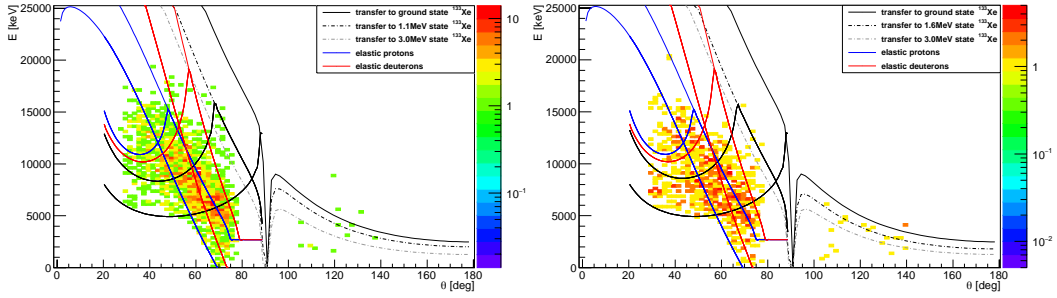 E [keV]
25000
20000
15000
10000
5000
0
0 20 40 60 80 100 120 140 160 180
θ [deg]
transfer to ground state ¹³³Xe
transfer to 1.1MeV state ¹³³Xe
transfer to 3.0MeV state ¹³³Xe
elastic protons
elastic deuterons
10
1
10⁻¹
E [keV]
25000
20000
15000
10000
5000
0
0 20 40 60 80 100 120 140 160 180
θ [deg]
transfer to ground state ¹³³Xe
transfer to 1.6MeV state ¹³³Xe
transfer to 3.0MeV state ¹³³Xe
elastic protons
elastic deuterons
1
10⁻¹
10⁻²